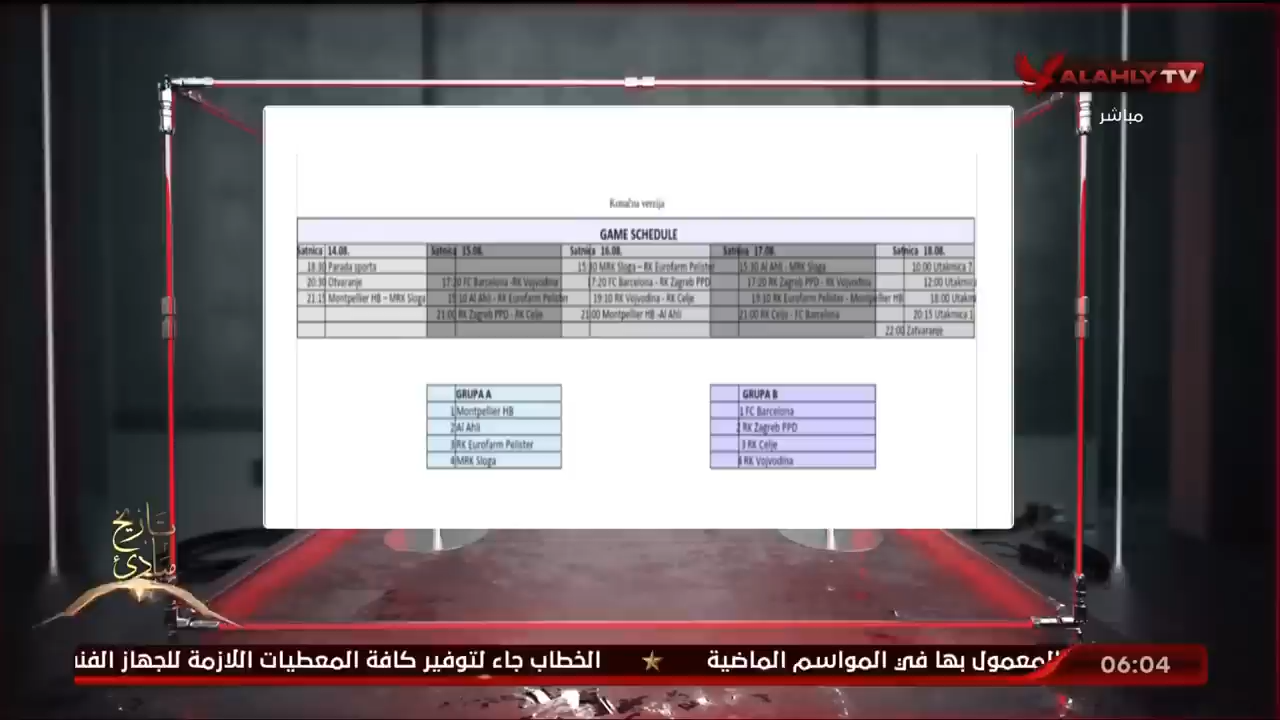 ALAHLY TV
مباشر
Konačna verzija
GAME SCHEDULE
Satnica 14.08. Satnica 15.08. Satnica 16.08. Satnica 17.08. Satnica 18.08.
18:30 Parada sporta 15:30 MRK Sloga – RK Eurofarm Pelister 15:30 Al Ahli - MRK Sloga 10:00 Utakmica 7
20:30 Otvaranje 17:20 FC Barcelona -RK Vojvodina 17:20 FC Barcelona - RK Zagreb PPD 17:20 RK Zagreb PPD - RK Vojvodina 12:00
21:15 Montpellier HB – MRK Sloga 19:10 Al Ahli - RK Eurofarm Pelister 19:10 RK Vojvodina - RK Celje 19:10 RK Eurofarm Pelister - Montpellier HB 18:00
21:00 RK Zagreb PPD - RK Celje 21:00 Montpellier HB -Al Ahli 21:00 RK Celje - FC Barcelona 20:15 Utakmica 1
22:00 Zatvaranje
GRUPA A
1 Montpellier HB
2 Al Ahli
3 RK Eurofarm Pelister
4 MRK Sloga
GRUPA B
1 FC Barcelona
2 RK Zagreb PPD
3 RK Celje
4 RK Vojvodina
تاريخ
مبادئ
المعمول بها في المواسم الماضية ★ الخطاب جاء لتوفير كافة المعطيات اللازمة للجهاز
06:04